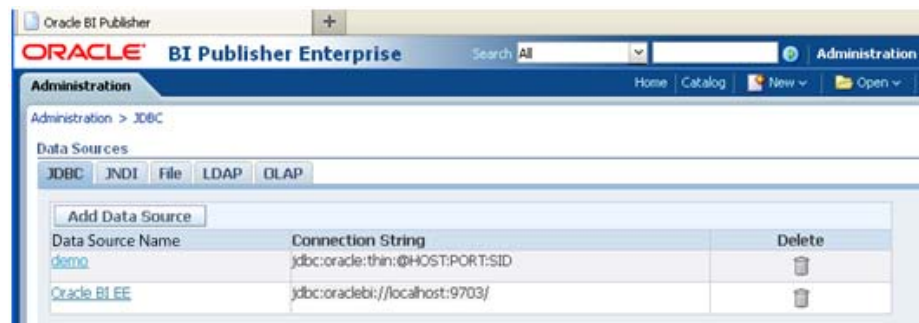 Oracle BI Publisher +
ORACLE BI Publisher Enterprise Search All Administration
Administration Home Catalog New Open
Administration > JDBC
Data Sources
JDBC JNDI File LDAP OLAP
Add Data Source
Data Source Name Connection String Delete
demo jdbc:oracle:thin:@HOST:PORT:SID
Oracle BI EE jdbc:oraclebi://localhost:9703/